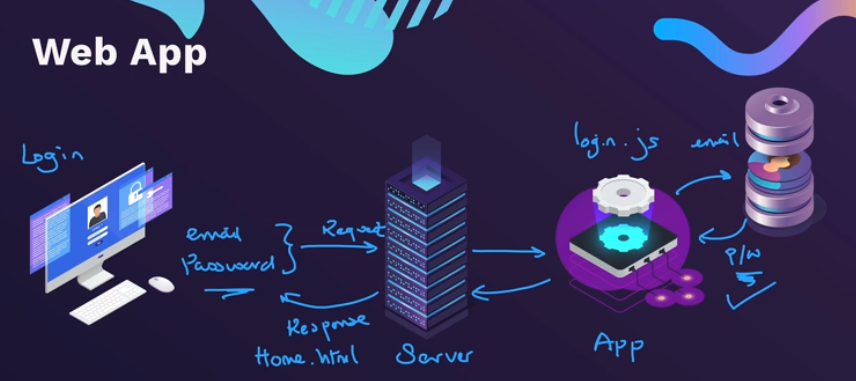 Web App
Login
email
Password
Request
Response
Home.html
Server
login.js
App
email
P/W